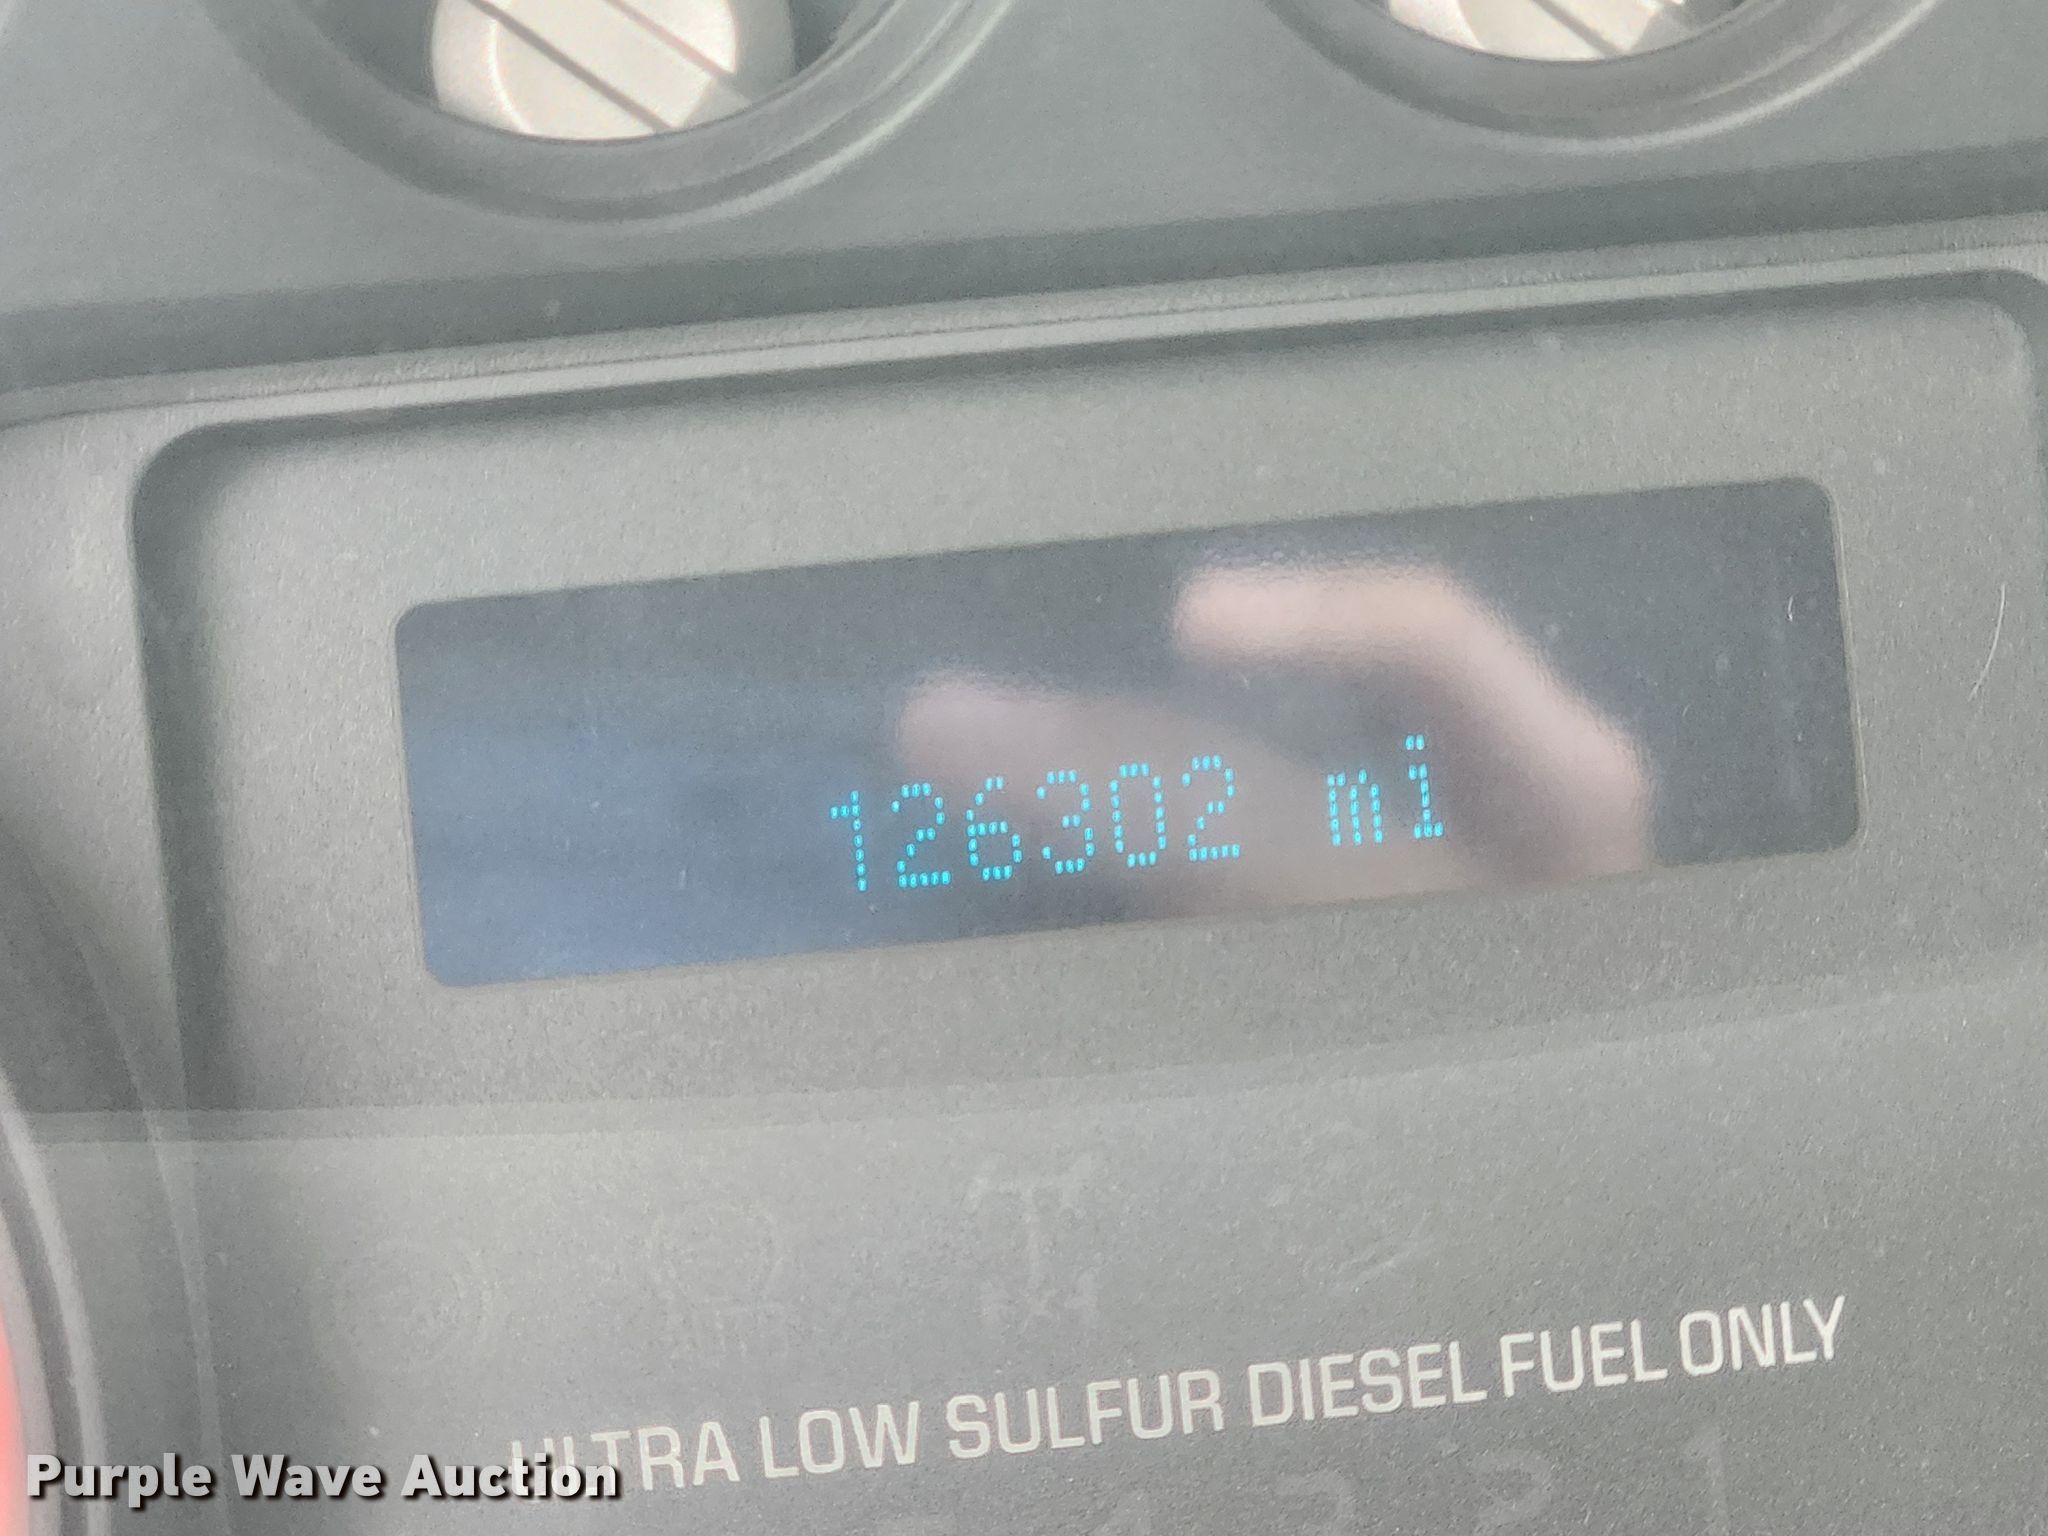 126302 mi
ULTRA LOW SULFUR DIESEL FUEL ONLY
Purple Wave Auction